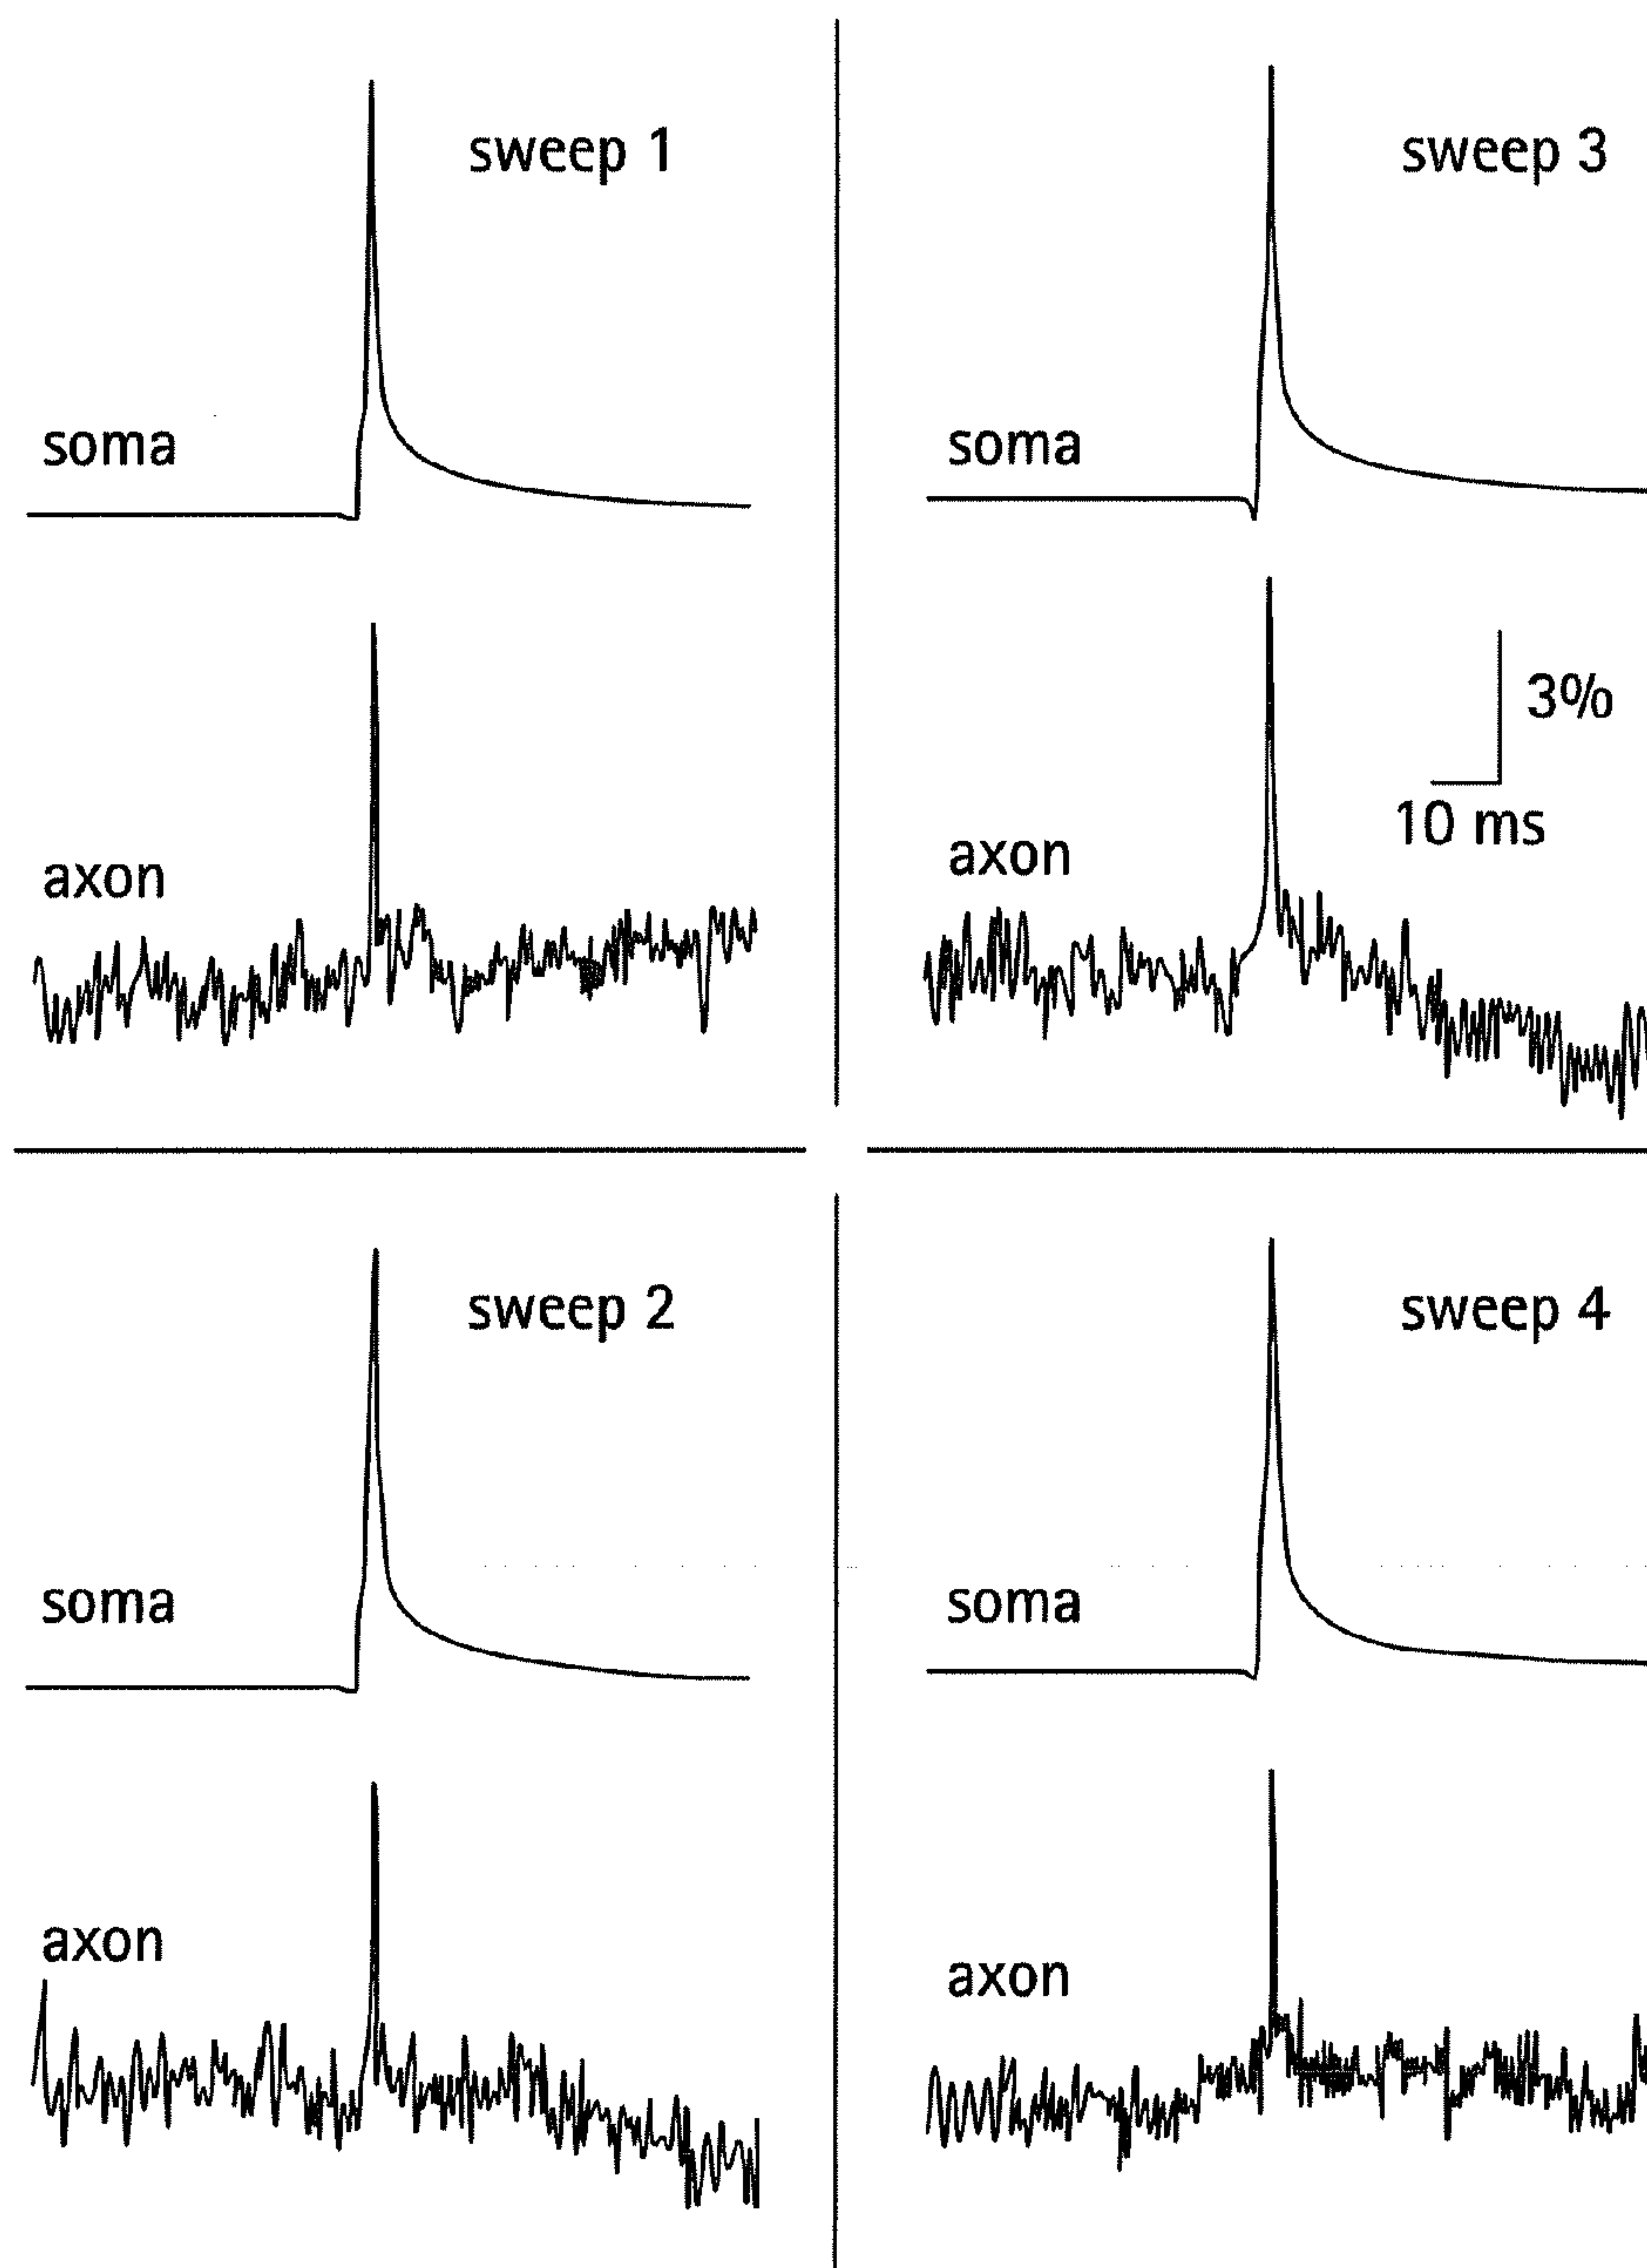 sweep 1
soma
axon
sweep 3
soma
3%
10 ms
axon
sweep 2
soma
axon
sweep 4
soma
axon